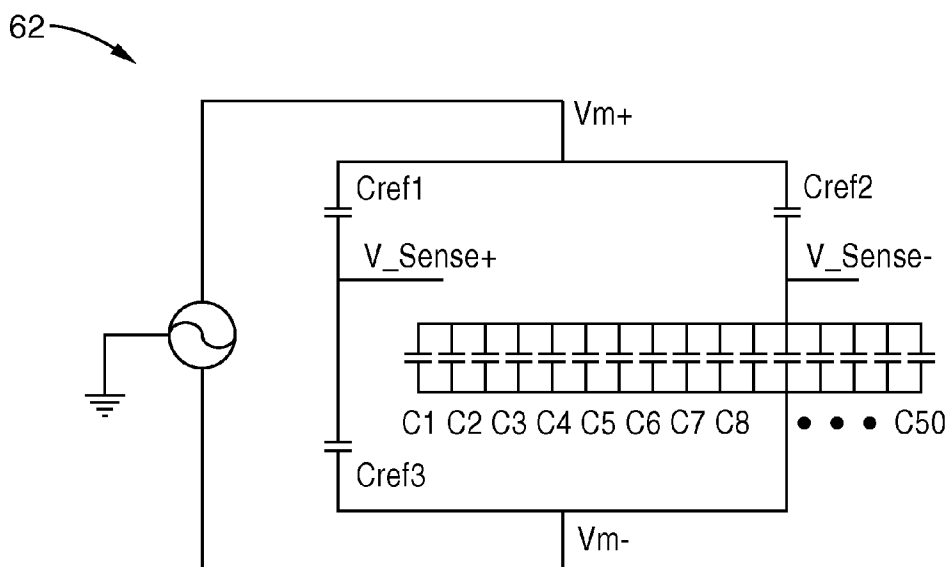 62
Vm+
Cref1
Cref2
V_Sense+
V_Sense-
C1 C2 C3 C4 C5 C6 C7 C8 ● ● ● C50
Cref3
Vm-